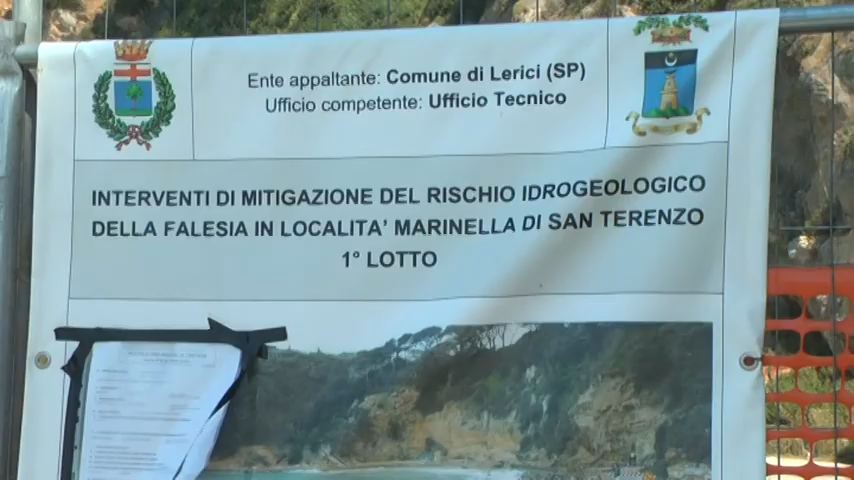 Ente appaltante: Comune di Lerici (SP)
Ufficio competente: Ufficio Tecnico
INTERVENTI DI MITIGAZIONE DEL RISCHIO IDROGEOLOGICO
DELLA FALESIA IN LOCALITA' MARINELLA DI SAN TERENZO
1° LOTTO